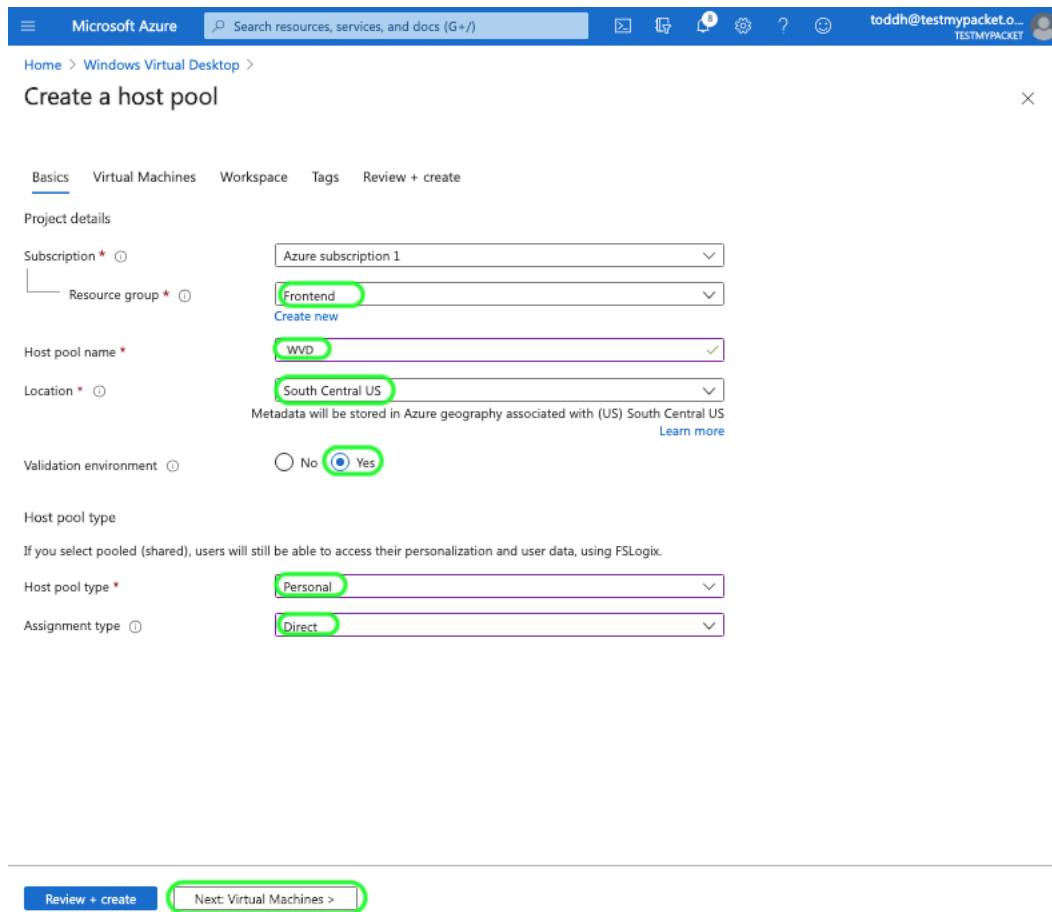 Microsoft Azure
Search resources, services, and docs (G+/)
8
toddh@testmypacket.o...
TESTMYPACKET
Home > Windows Virtual Desktop >
Create a host pool
Basics Virtual Machines Workspace Tags Review + create
Project details
Subscription * Azure subscription 1
Resource group * Frontend
Create new
Host pool name * WVD
Location * South Central US
Metadata will be stored in Azure geography associated with (US) South Central US
Learn more
Validation environment No Yes
Host pool type
If you select pooled (shared), users will still be able to access their personalization and user data, using FSLogix.
Host pool type * Personal
Assignment type Direct
Review + create Next: Virtual Machines >